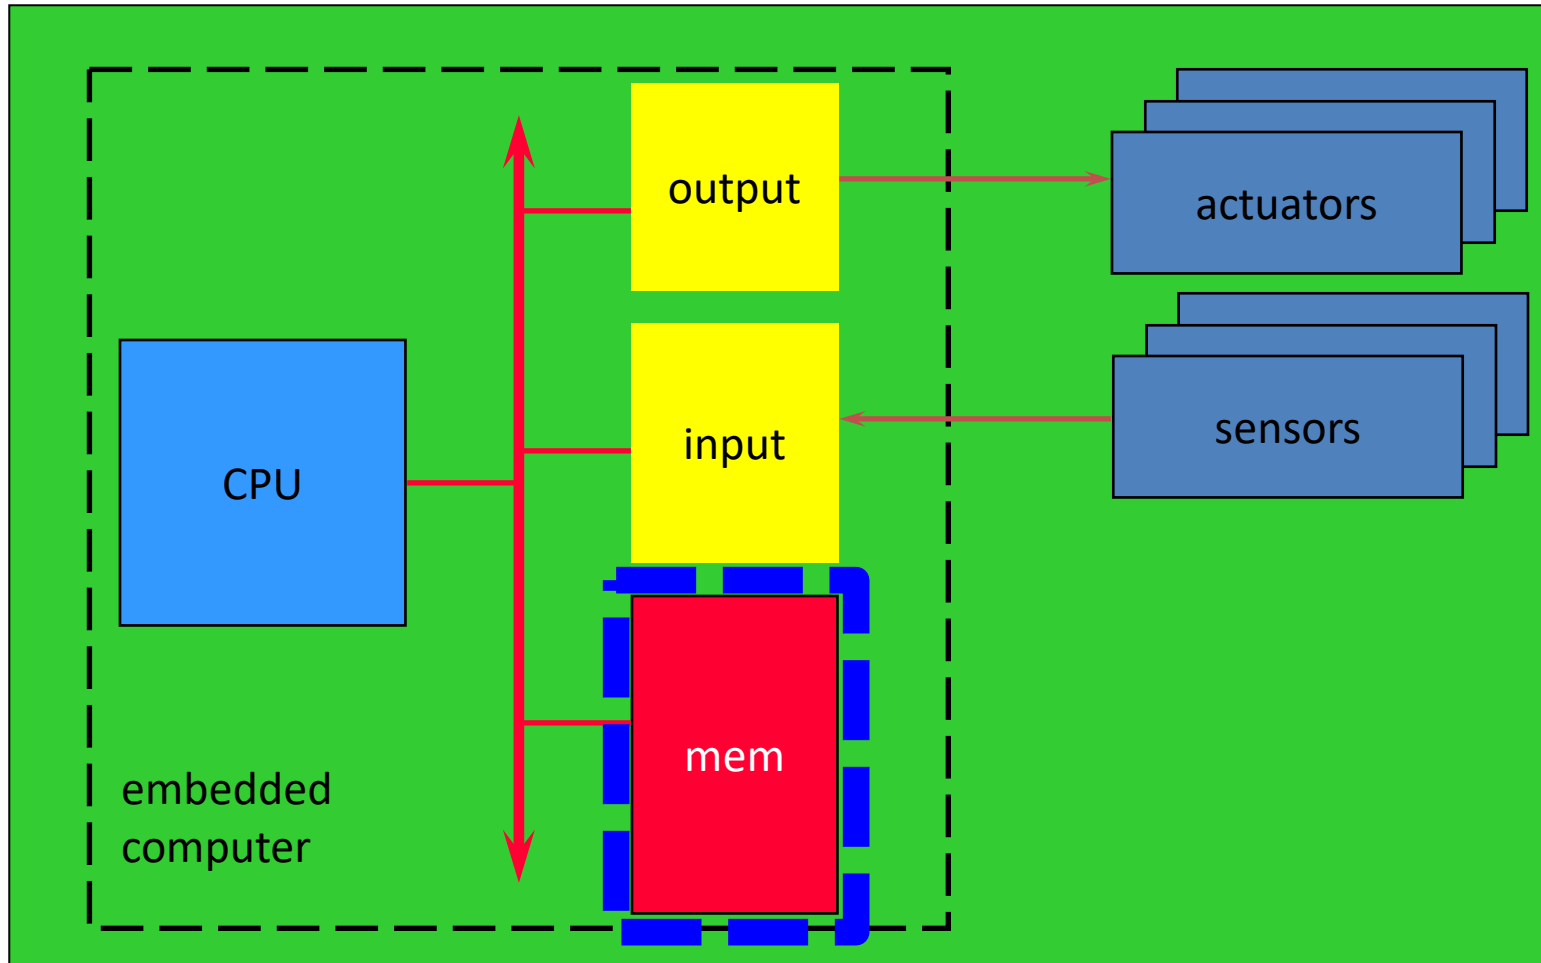 output
actuators
input
sensors
CPU
mem
embedded
computer